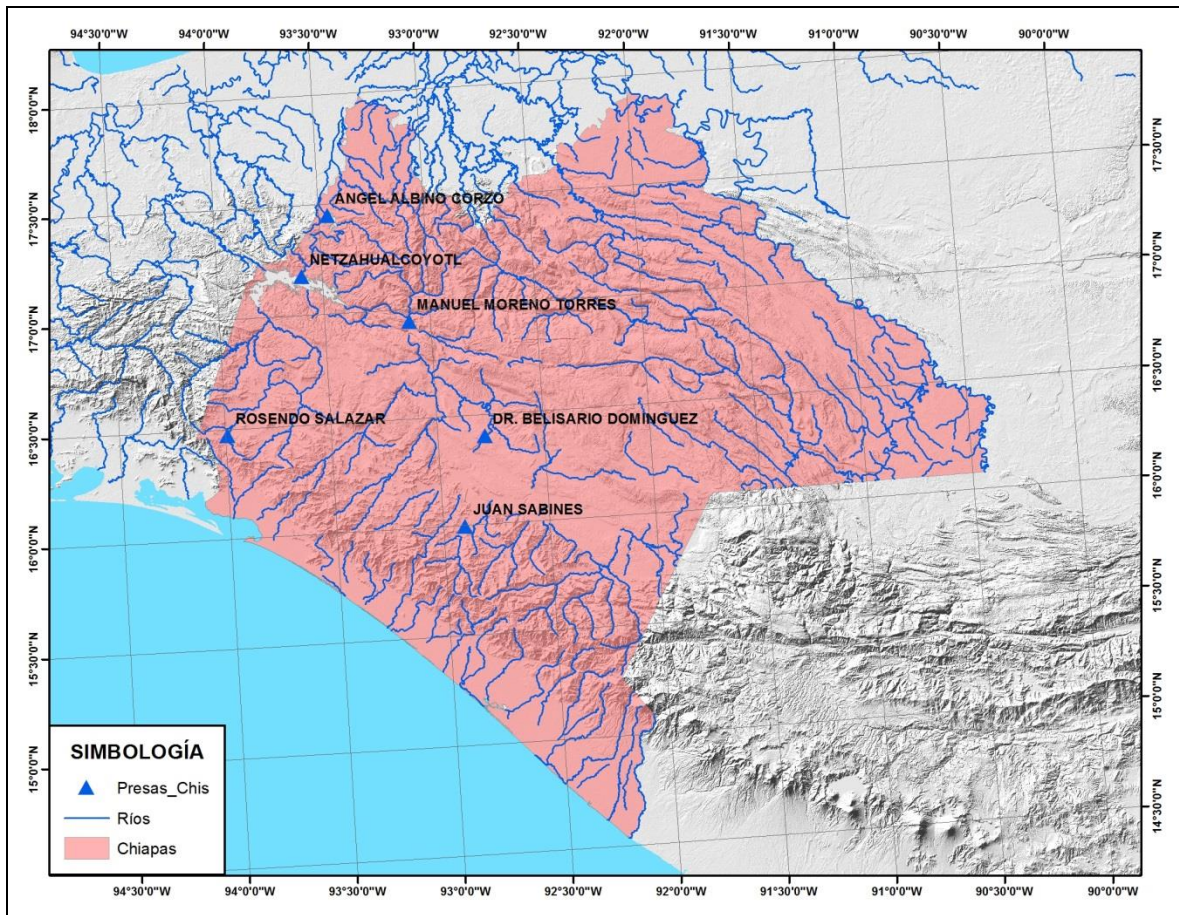 94°30'0"W 94°0'0"W 93°30'0"W 93°0'0"W 92°30'0"W 92°0'0"W 91°30'0"W 91°0'0"W 90°30'0"W 90°0'0"W
18°0'0"N
17°30'0"N
17°0'0"N
16°30'0"N
16°0'0"N
15°30'0"N
15°0'0"N
ANGEL ALBINO CORZO
NETZAHUALCOYOTL
MANUEL MORENO TORRES
ROSENDO SALAZAR
DR. BELISARIO DOMINGUEZ
JUAN SABINES
17°30'0"N
17°0'0"N
16°30'0"N
16°0'0"N
15°30'0"N
15°0'0"N
14°30'0"N
SIMBOLOGÍA
Presas_Chis
Ríos
Chiapas
94°30'0"W 94°0'0"W 93°30'0"W 93°0'0"W 92°30'0"W 92°0'0"W 91°30'0"W 91°0'0"W 90°30'0"W 90°0'0"W